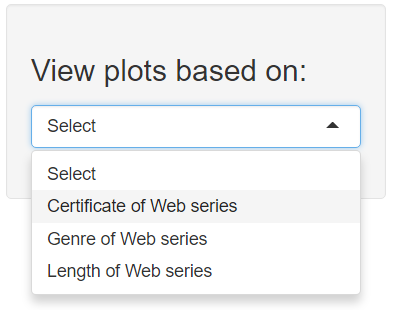 View plots based on:
Select
Select
Certificate of Web series
Genre of Web series
Length of Web series